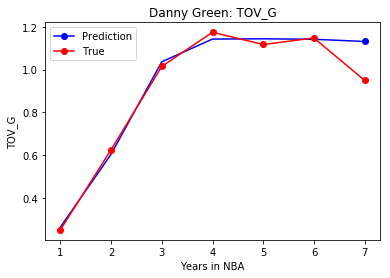 Danny Green: TOV_G
Prediction
True
TOV_G
1.2
1.0
0.8
0.6
0.4
1 2 3 4 5 6 7
Years in NBA